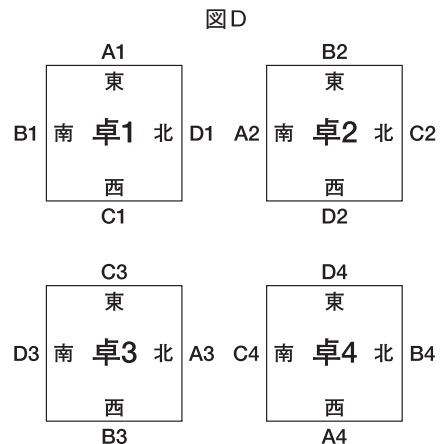 図D
A1 B2
東 東
B1 南 卓1 北 D1 A2 南 卓2 北 C2
西 西
C1 D2
C3 D4
東 東
D3 南 卓3 北 A3 C4 南 卓4 北 B4
西 西
B3 A4